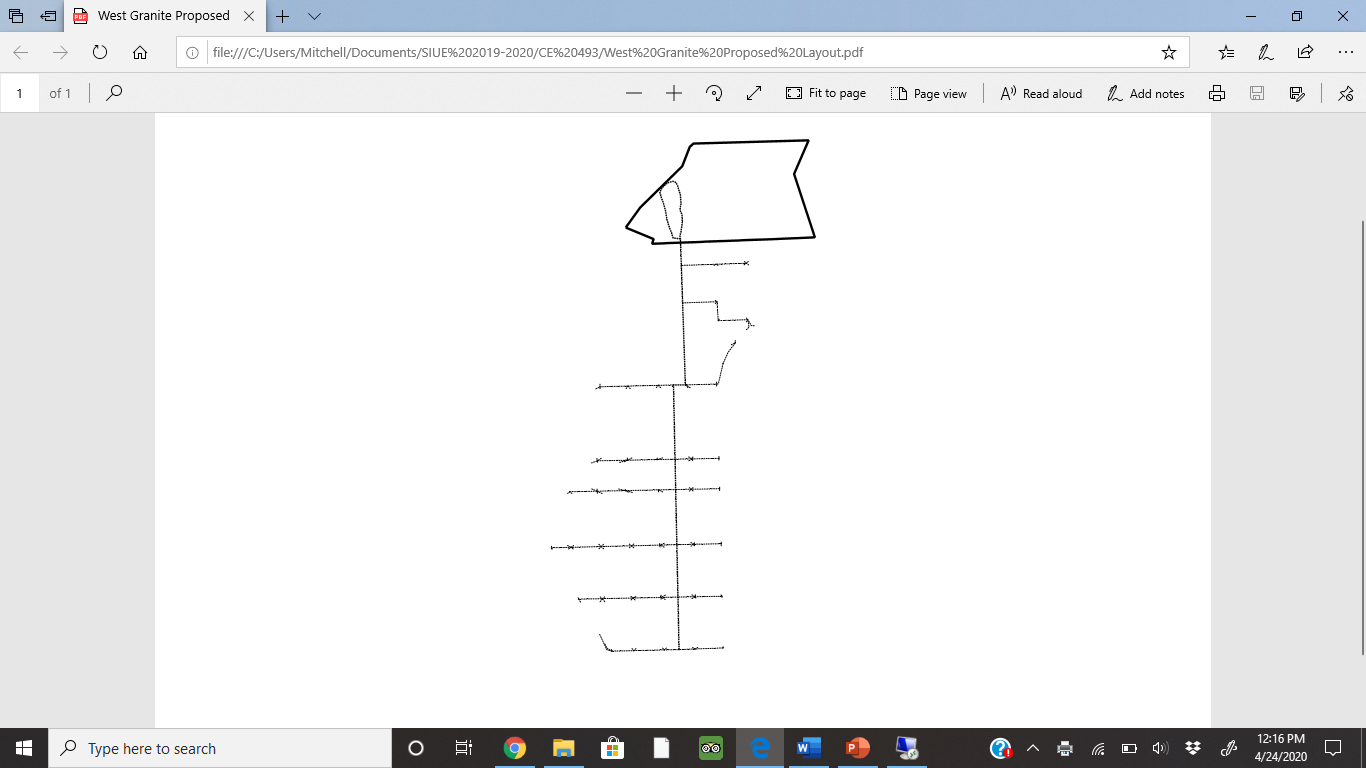 West Granite Proposed
file:///C:/Users/Mitchell/Documents/SIUE%202019-2020/CE%20493/West%20Granite%20Proposed%20Layout.pdf
1 of 1 Fit to page Page view Read aloud Add notes
Type here to search
12:16 PM
4/24/2020